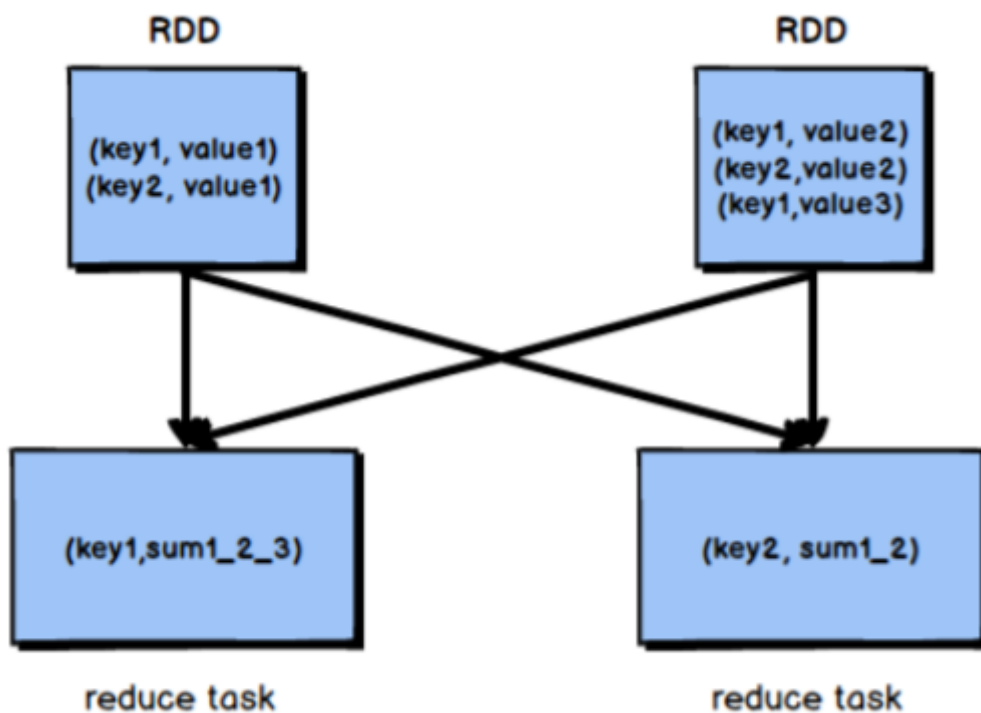 RDD
RDD
(key1, value1)
(key2, value1)
(key1, value2)
(key2,value2)
(key1,value3)
(key1,sum1_2_3)
(key2, sum1_2)
reduce task
reduce task